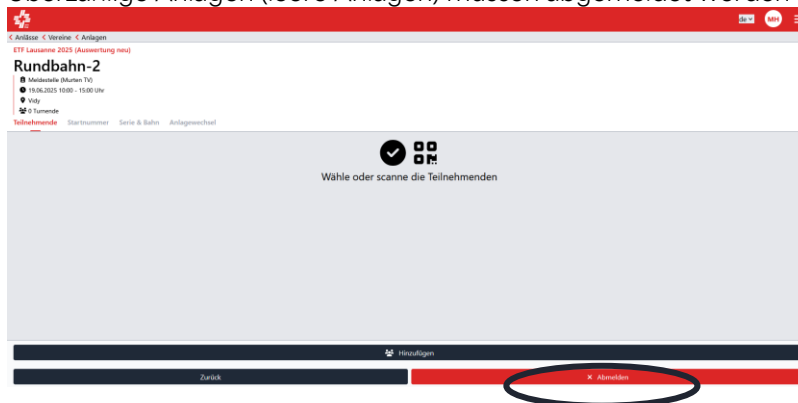 Überzählige Anlagen (leere Anlagen) müssen abgemeldet werden
de
MH
< Anlässe < Vereine < Anlagen
ETF Lausanne 2025 (Auswertung neu)
Rundbahn-2
Meldestelle (Murten TV)
19.06.2025 10:00 - 15:00 Uhr
Vidy
0 Turnende
Teilnehmende Startnummer Serie & Bahn Anlagewechsel
Wähle oder scanne die Teilnehmenden
Hinzufügen
Zurück
× Abmelden